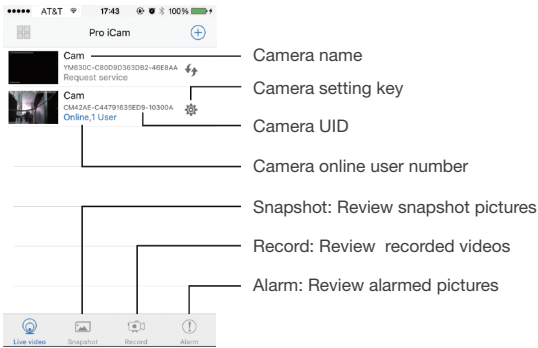 AT&T 17:43 100%
Pro iCam
Cam
YM630C-C80D9D363DB2-46E8AA
Request service
Cam
CM42AE-C44791635ED9-10300A
Online,1 User
Camera name
Camera setting key
Camera UID
Camera online user number
Snapshot: Review snapshot pictures
Record: Review recorded videos
Alarm: Review alarmed pictures
Live video Snapshot Record Alarm